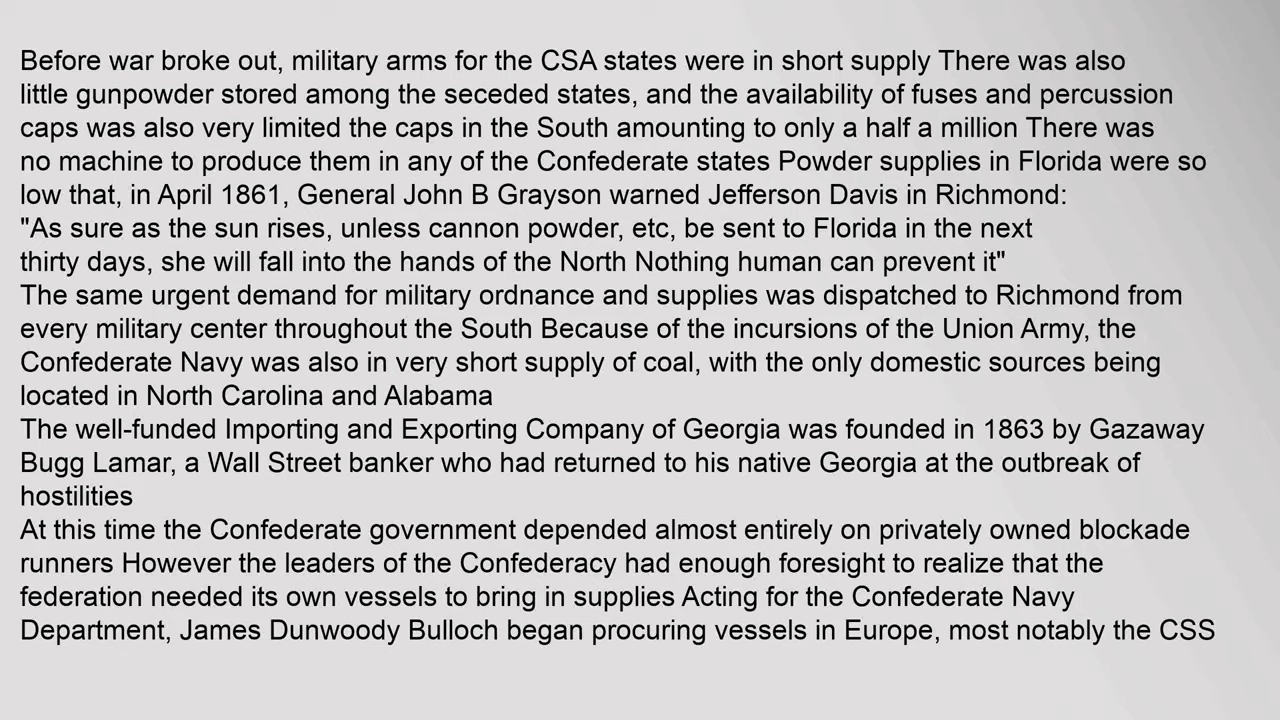 Before war broke out, military arms for the CSA states were in short supply There was also
little gunpowder stored among the seceded states, and the availability of fuses and percussion
caps was also very limited the caps in the South amounting to only a half a million There was
no machine to produce them in any of the Confederate states Powder supplies in Florida were so
low that, in April 1861, General John B Grayson warned Jefferson Davis in Richmond:
"As sure as the sun rises, unless cannon powder, etc, be sent to Florida in the next
thirty days, she will fall into the hands of the North Nothing human can prevent it"
The same urgent demand for military ordnance and supplies was dispatched to Richmond from
every military center throughout the South Because of the incursions of the Union Army, the
Confederate Navy was also in very short supply of coal, with the only domestic sources being
located in North Carolina and Alabama
The well-funded Importing and Exporting Company of Georgia was founded in 1863 by Gazaway
Bugg Lamar, a Wall Street banker who had returned to his native Georgia at the outbreak of
hostilities
At this time the Confederate government depended almost entirely on privately owned blockade
runners However the leaders of the Confederacy had enough foresight to realize that the
federation needed its own vessels to bring in supplies Acting for the Confederate Navy
Department, James Dunwoody Bulloch began procuring vessels in Europe, most notably the CSS